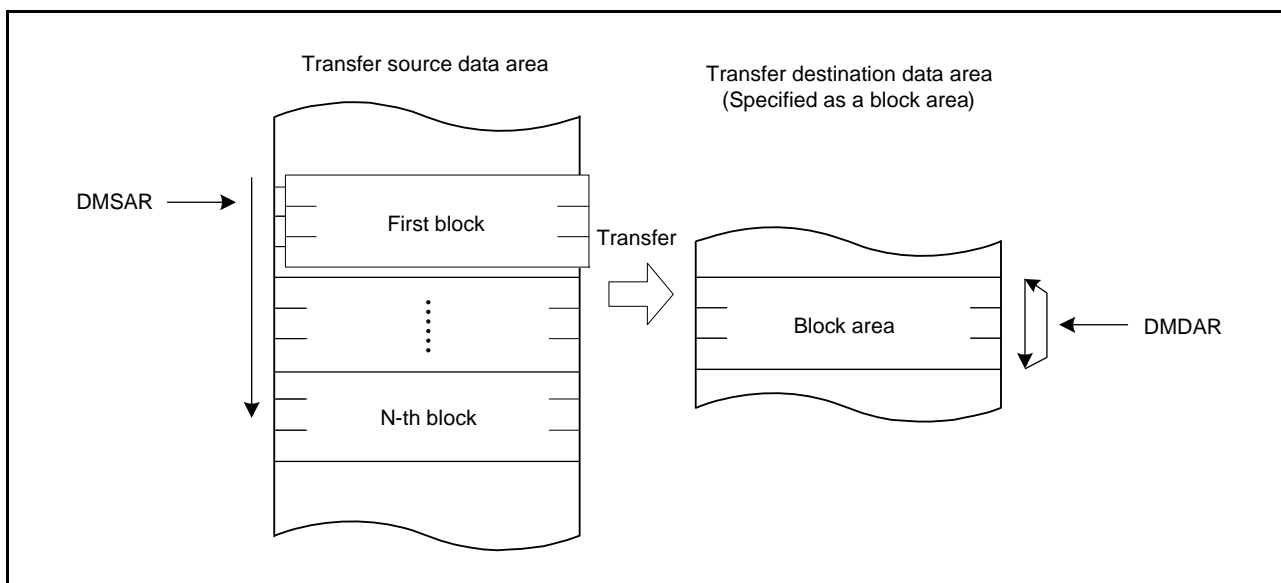 Transfer source data area
Transfer destination data area
(Specified as a block area)
DMSAR
First block
Transfer
Block area
DMDAR
N-th block